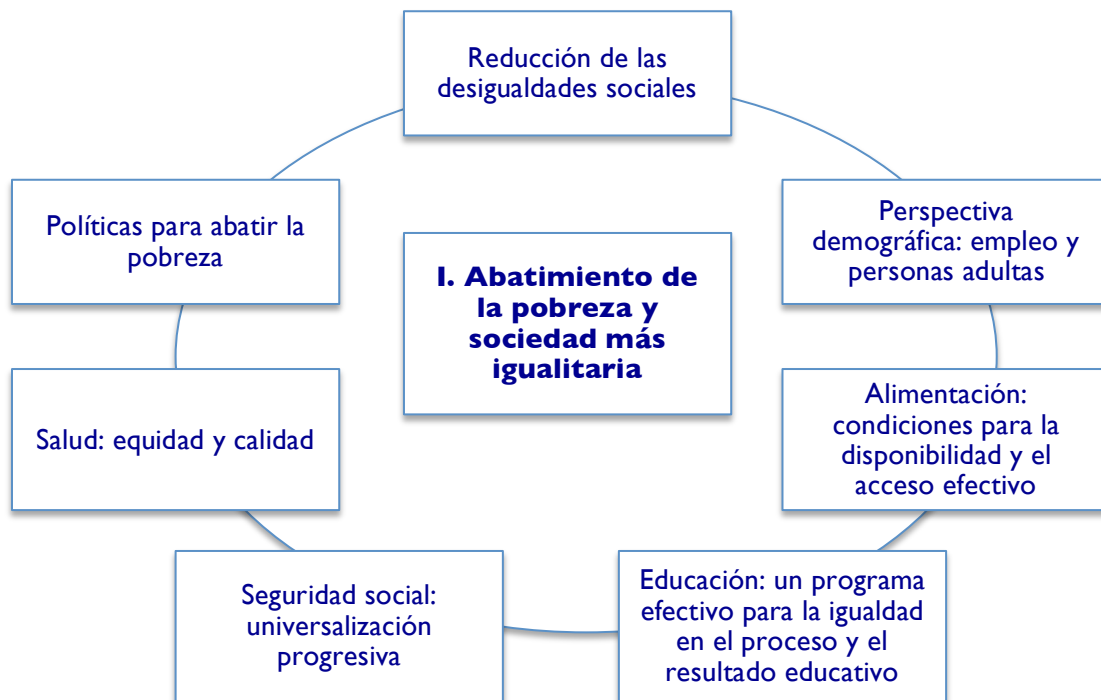 Reducción de las
desigualdades sociales
Perspectiva
demográfica: empleo y
personas adultas
Alimentación:
condiciones para la
disponibilidad y el
acceso efectivo
Educación: un programa
efectivo para la igualdad
en el proceso y el
resultado educativo
Seguridad social:
universalización
progresiva
Salud: equidad y calidad
Políticas para abatir la
pobreza
I. Abatimiento de
la pobreza y
sociedad más
igualitaria